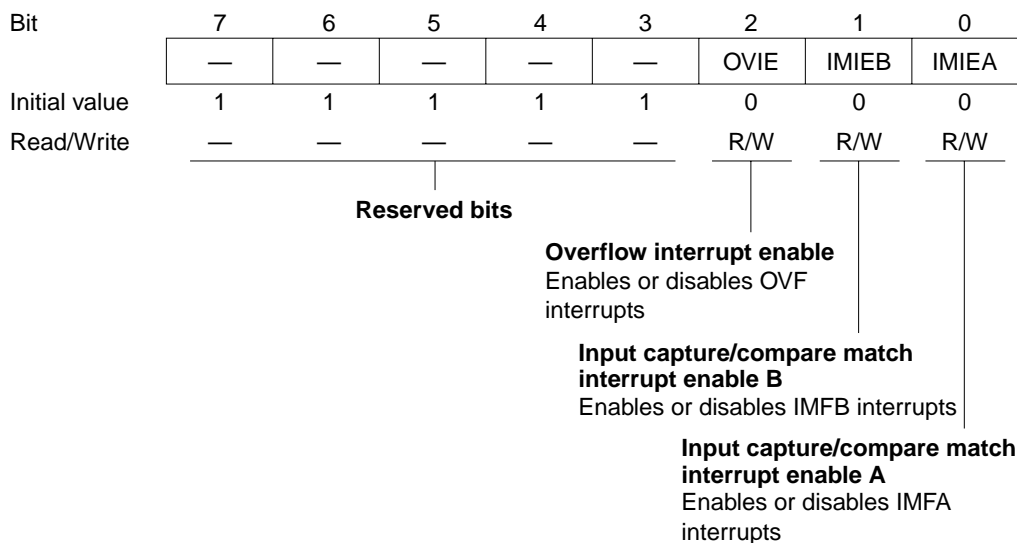 Bit 7 6 5 4 3 2 1 0
— — — — — OVIE IMIEB IMIEA
Initial value 1 1 1 1 1 0 0 0
Read/Write — — — — — R/W R/W R/W
Reserved bits
Overflow interrupt enable
Enables or disables OVF
interrupts
Input capture/compare match
interrupt enable B
Enables or disables IMFB interrupts
Input capture/compare match
interrupt enable A
Enables or disables IMFA
interrupts